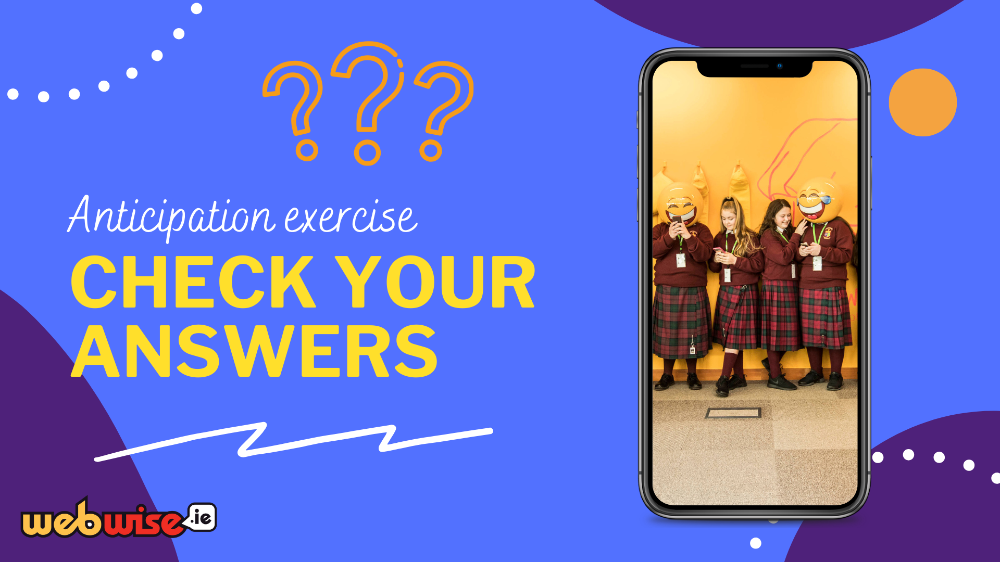 ???
Anticipation exercise
CHECK YOUR
ANSWERS
webwise.ie